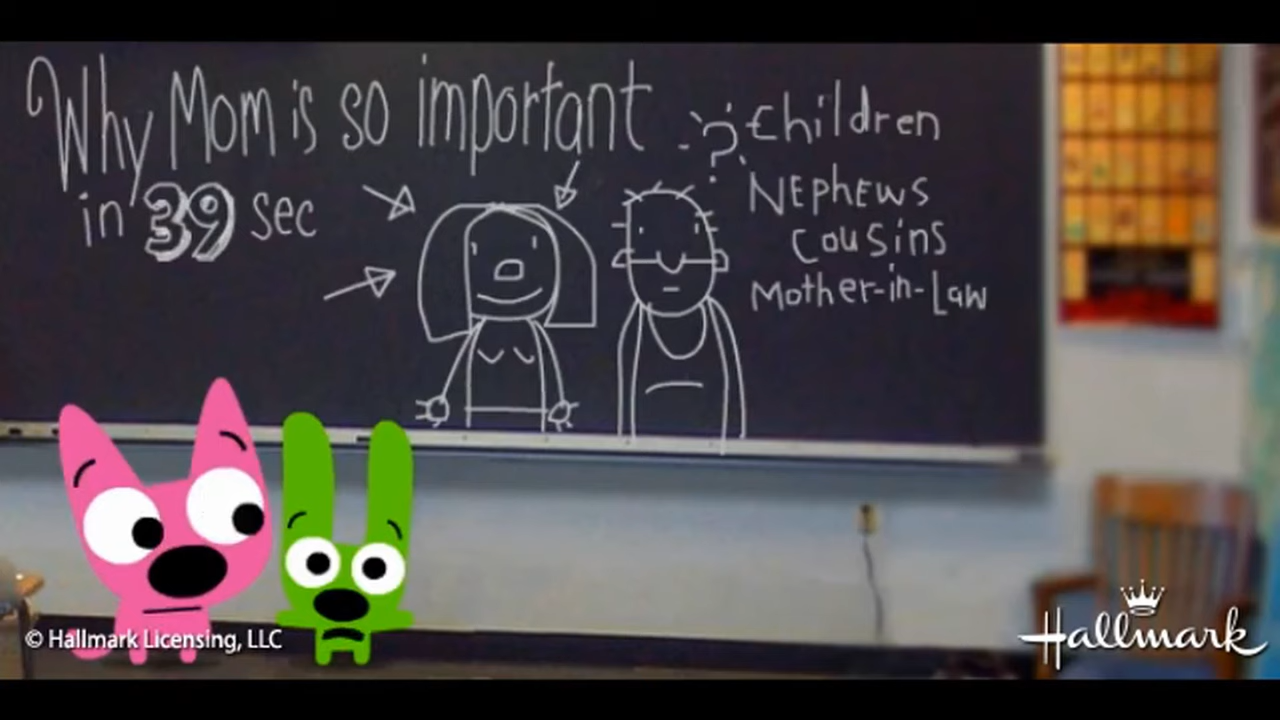 Why Mom is so important
in 39 sec
?
Children
NEPHEWS
Cousins
Mother-in-Law
© Hallmark Licensing, LLC
Hallmark